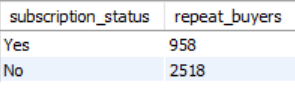 subscription_status repeat_buyers
Yes 958
No 2518